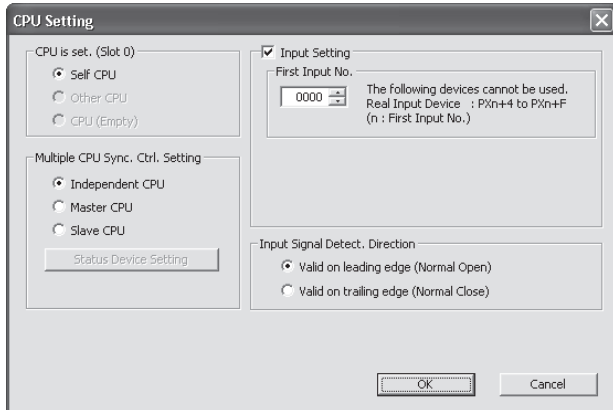 CPU Setting
CPU is set. (Slot 0)
Self CPU
Other CPU
CPU (Empty)
Multiple CPU Sync. Ctrl. Setting
Independent CPU
Master CPU
Slave CPU
Status Device Setting
Input Setting
First Input No.
0000
The following devices cannot be used.
Real Input Device : PXn+4 to PXn+F
(n : First Input No.)
Input Signal Detect. Direction
Valid on leading edge (Normal Open)
Valid on trailing edge (Normal Close)
OK
Cancel